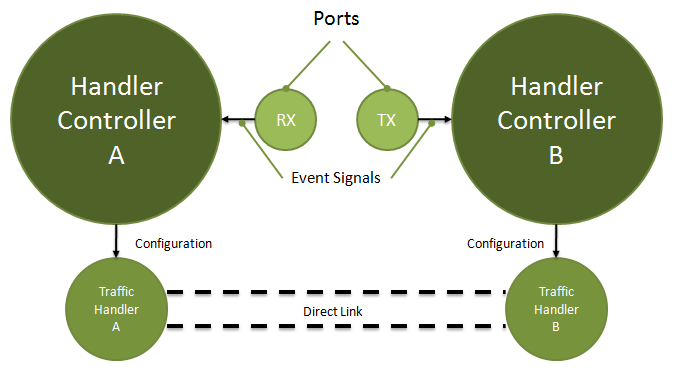 Ports
Handler
Controller
A
RX
TX
Handler
Controller
B
Event Signals
Configuration
Configuration
Traffic
Handler
A
Direct Link
Traffic
Handler
B